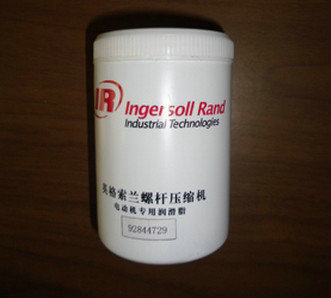 IR
Ingersoll Rand
Industrial Technologies
英格索兰螺杆压缩机
电动机专用润滑脂
92844729